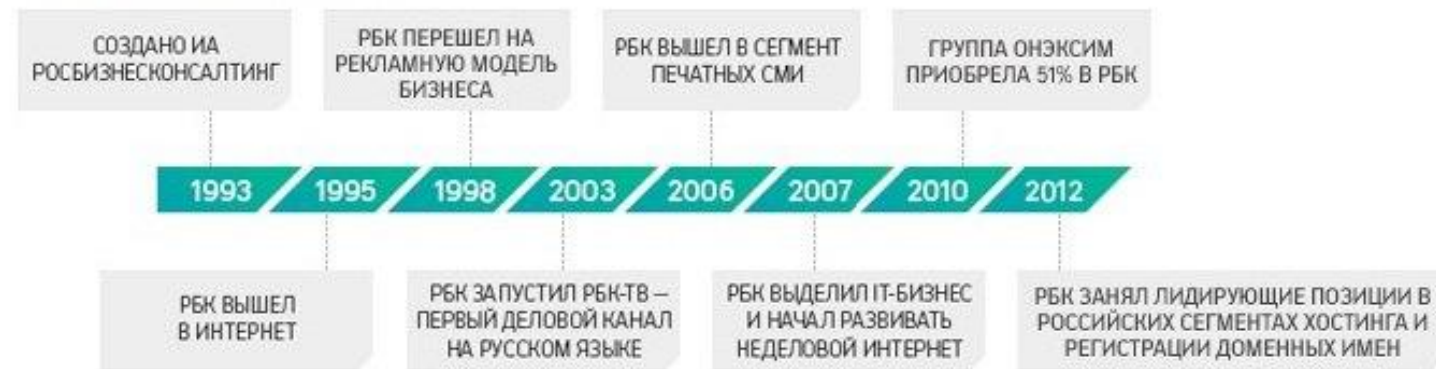 СОЗДАНО ИА
РОСБИЗНЕСКОНСАЛТИНГ
РБК ПЕРЕШЕЛ НА
РЕКЛАМНУЮ МОДЕЛЬ
БИЗНЕСА
РБК ВЫШЕЛ В СЕГМЕНТ
ПЕЧАТНЫХ СМИ
ГРУППА ОНЭКСИМ
ПРИОБРЕЛА 51% В РБК
1993 1995 1998 2003 2006 2007 2010 2012
РБК ВЫШЕЛ
В ИНТЕРНЕТ
РБК ЗАПУСТИЛ РБК-ТВ –
ПЕРВЫЙ ДЕЛОВОЙ КАНАЛ
НА РУССКОМ ЯЗЫКЕ
РБК ВЫДЕЛИЛ IT-БИЗНЕС
И НАЧАЛ РАЗВИВАТЬ
НЕДЕЛОВОЙ ИНТЕРНЕТ
РБК ЗАНЯЛ ЛИДИРУЮЩИЕ ПОЗИЦИИ В
РОССИЙСКИХ СЕГМЕНТАХ ХОСТИНГА И
РЕГИСТРАЦИИ ДОМЕННЫХ ИМЕН